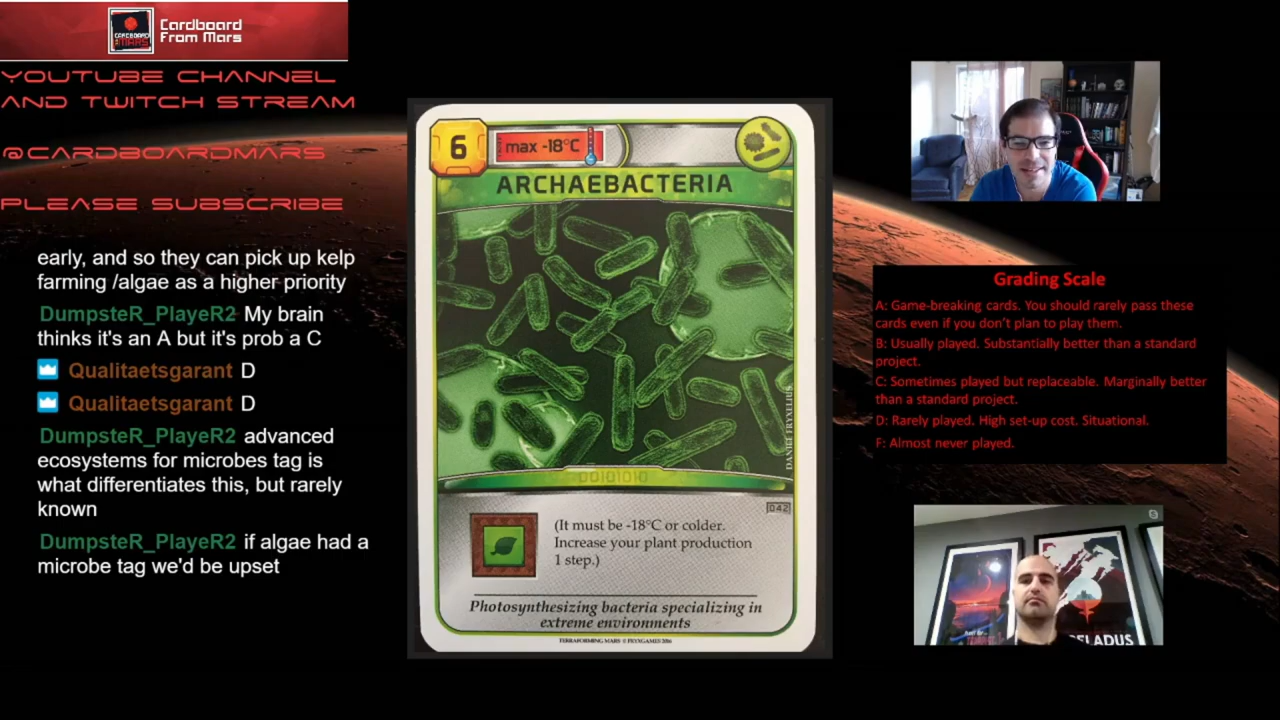 Cardboard
From Mars
YOUTUBE CHANNEL
AND TWITCH STREAM
@CARDBOARDMARS
PLEASE SUBSCRIBE
early, and so they can pick up kelp
farming /algae as a higher priority
DumpsteR_PlayeR2 My brain
thinks it's an A but it's prob a C
Qualitaetsgarant D
Qualitaetsgarant D
DumpsteR_PlayeR2 advanced
ecosystems for microbes tag is
what differentiates this, but rarely
known
DumpsteR_PlayeR2 if algae had a
microbe tag we'd be upset
6
max -18°C
ARCHAEBACTERIA
DANIEL FRYXELIUS
042
(It must be -18°C or colder.
Increase your plant production
1 step.)
Photosynthesizing bacteria specializing in
extreme environments
TERRAFORMING MARS © FRYXGAMES 2016
Grading Scale
A: Game-breaking cards. You should rarely pass these
cards even if you don't plan to play them.
B: Usually played. Substantially better than a standard
project.
C: Sometimes played but replaceable. Marginally better
than a standard project.
D: Rarely played. High set-up cost. Situational.
F: Almost never played.